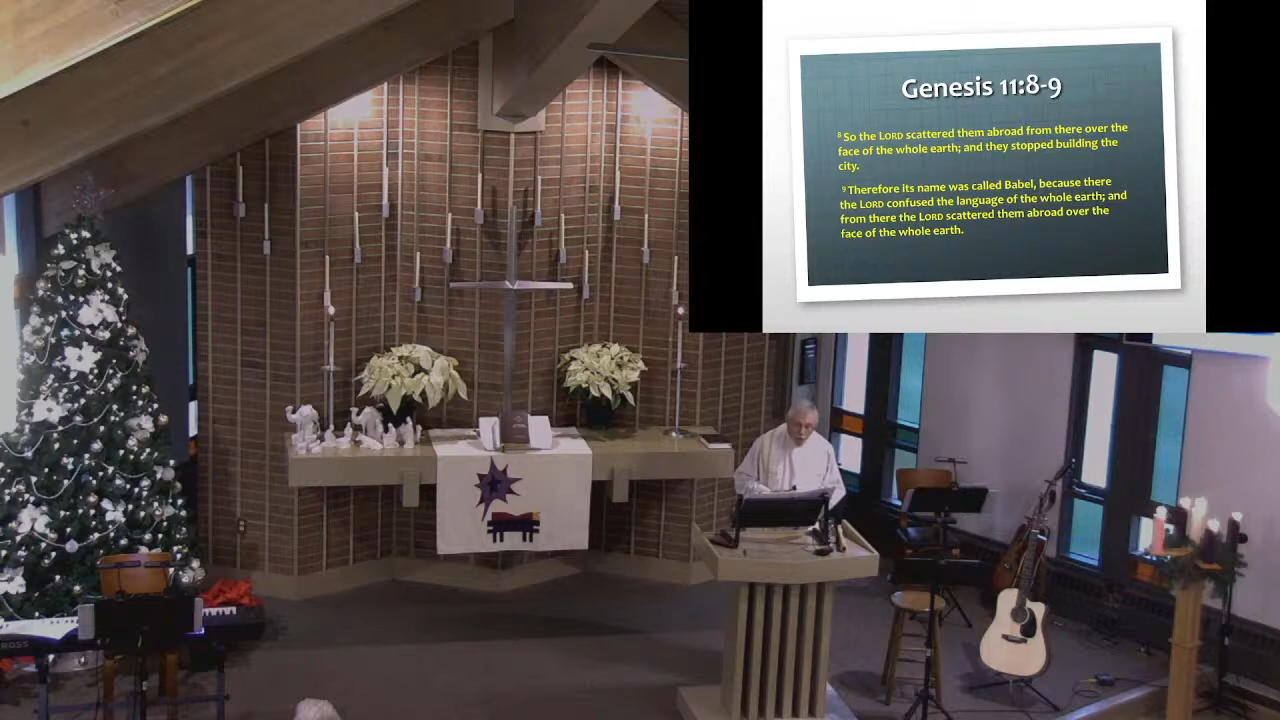 Genesis 11:8-9
8 So the LORD scattered them abroad from there over the
face of the whole earth; and they stopped building the
city.
9 Therefore its name was called Babel, because there
the LORD confused the language of the whole earth; and
from there the LORD scattered them abroad over the
face of the whole earth.